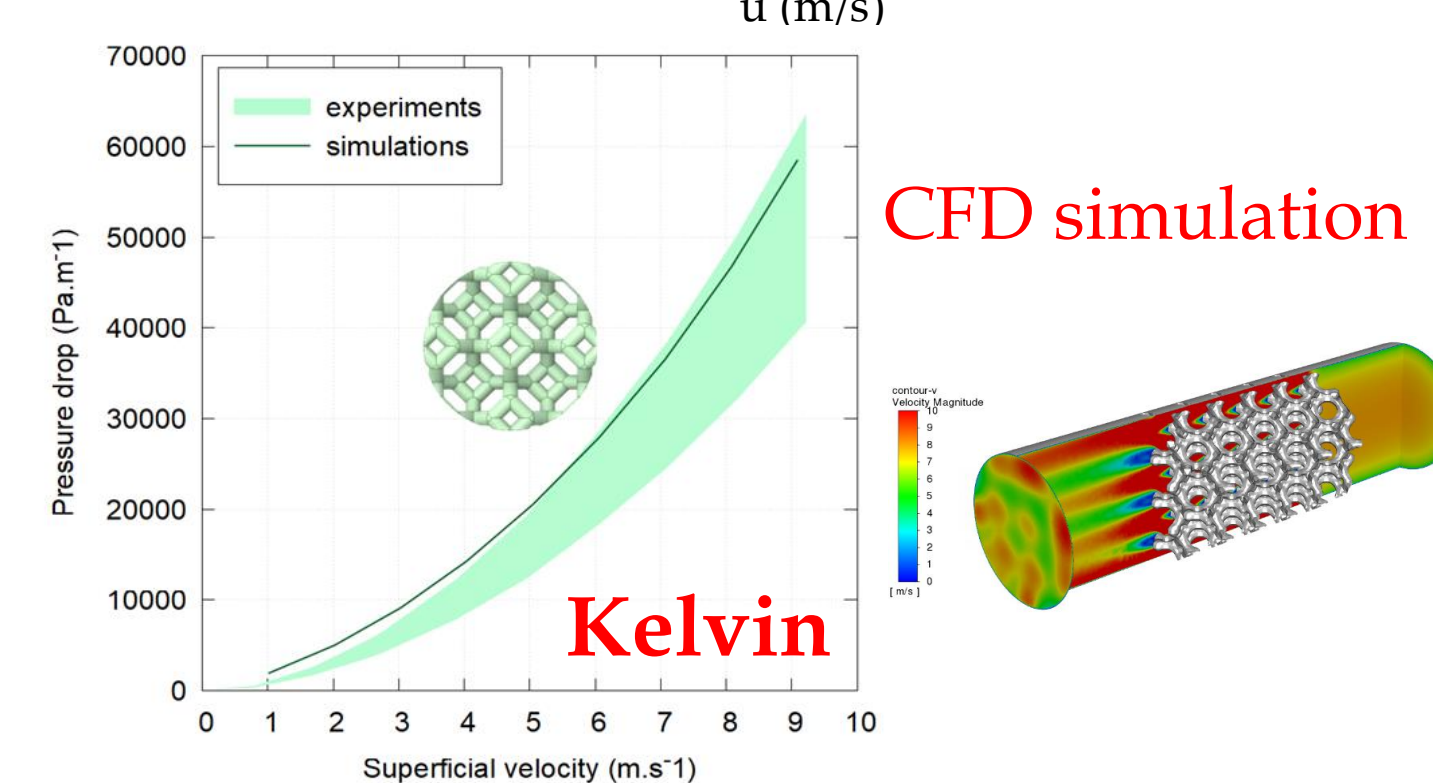 u (m/s)
70000
60000
50000
40000
30000
20000
10000
0
Pressure drop (Pa.m⁻1)
experiments
simulations
Kelvin
0 1 2 3 4 5 6 7 8 9 10
Superficial velocity (m.s⁻1)
CFD simulation
contour-v
Velocity Magnitude
10
9
8
7
6
5
4
3
2
1
0
[ m/s ]